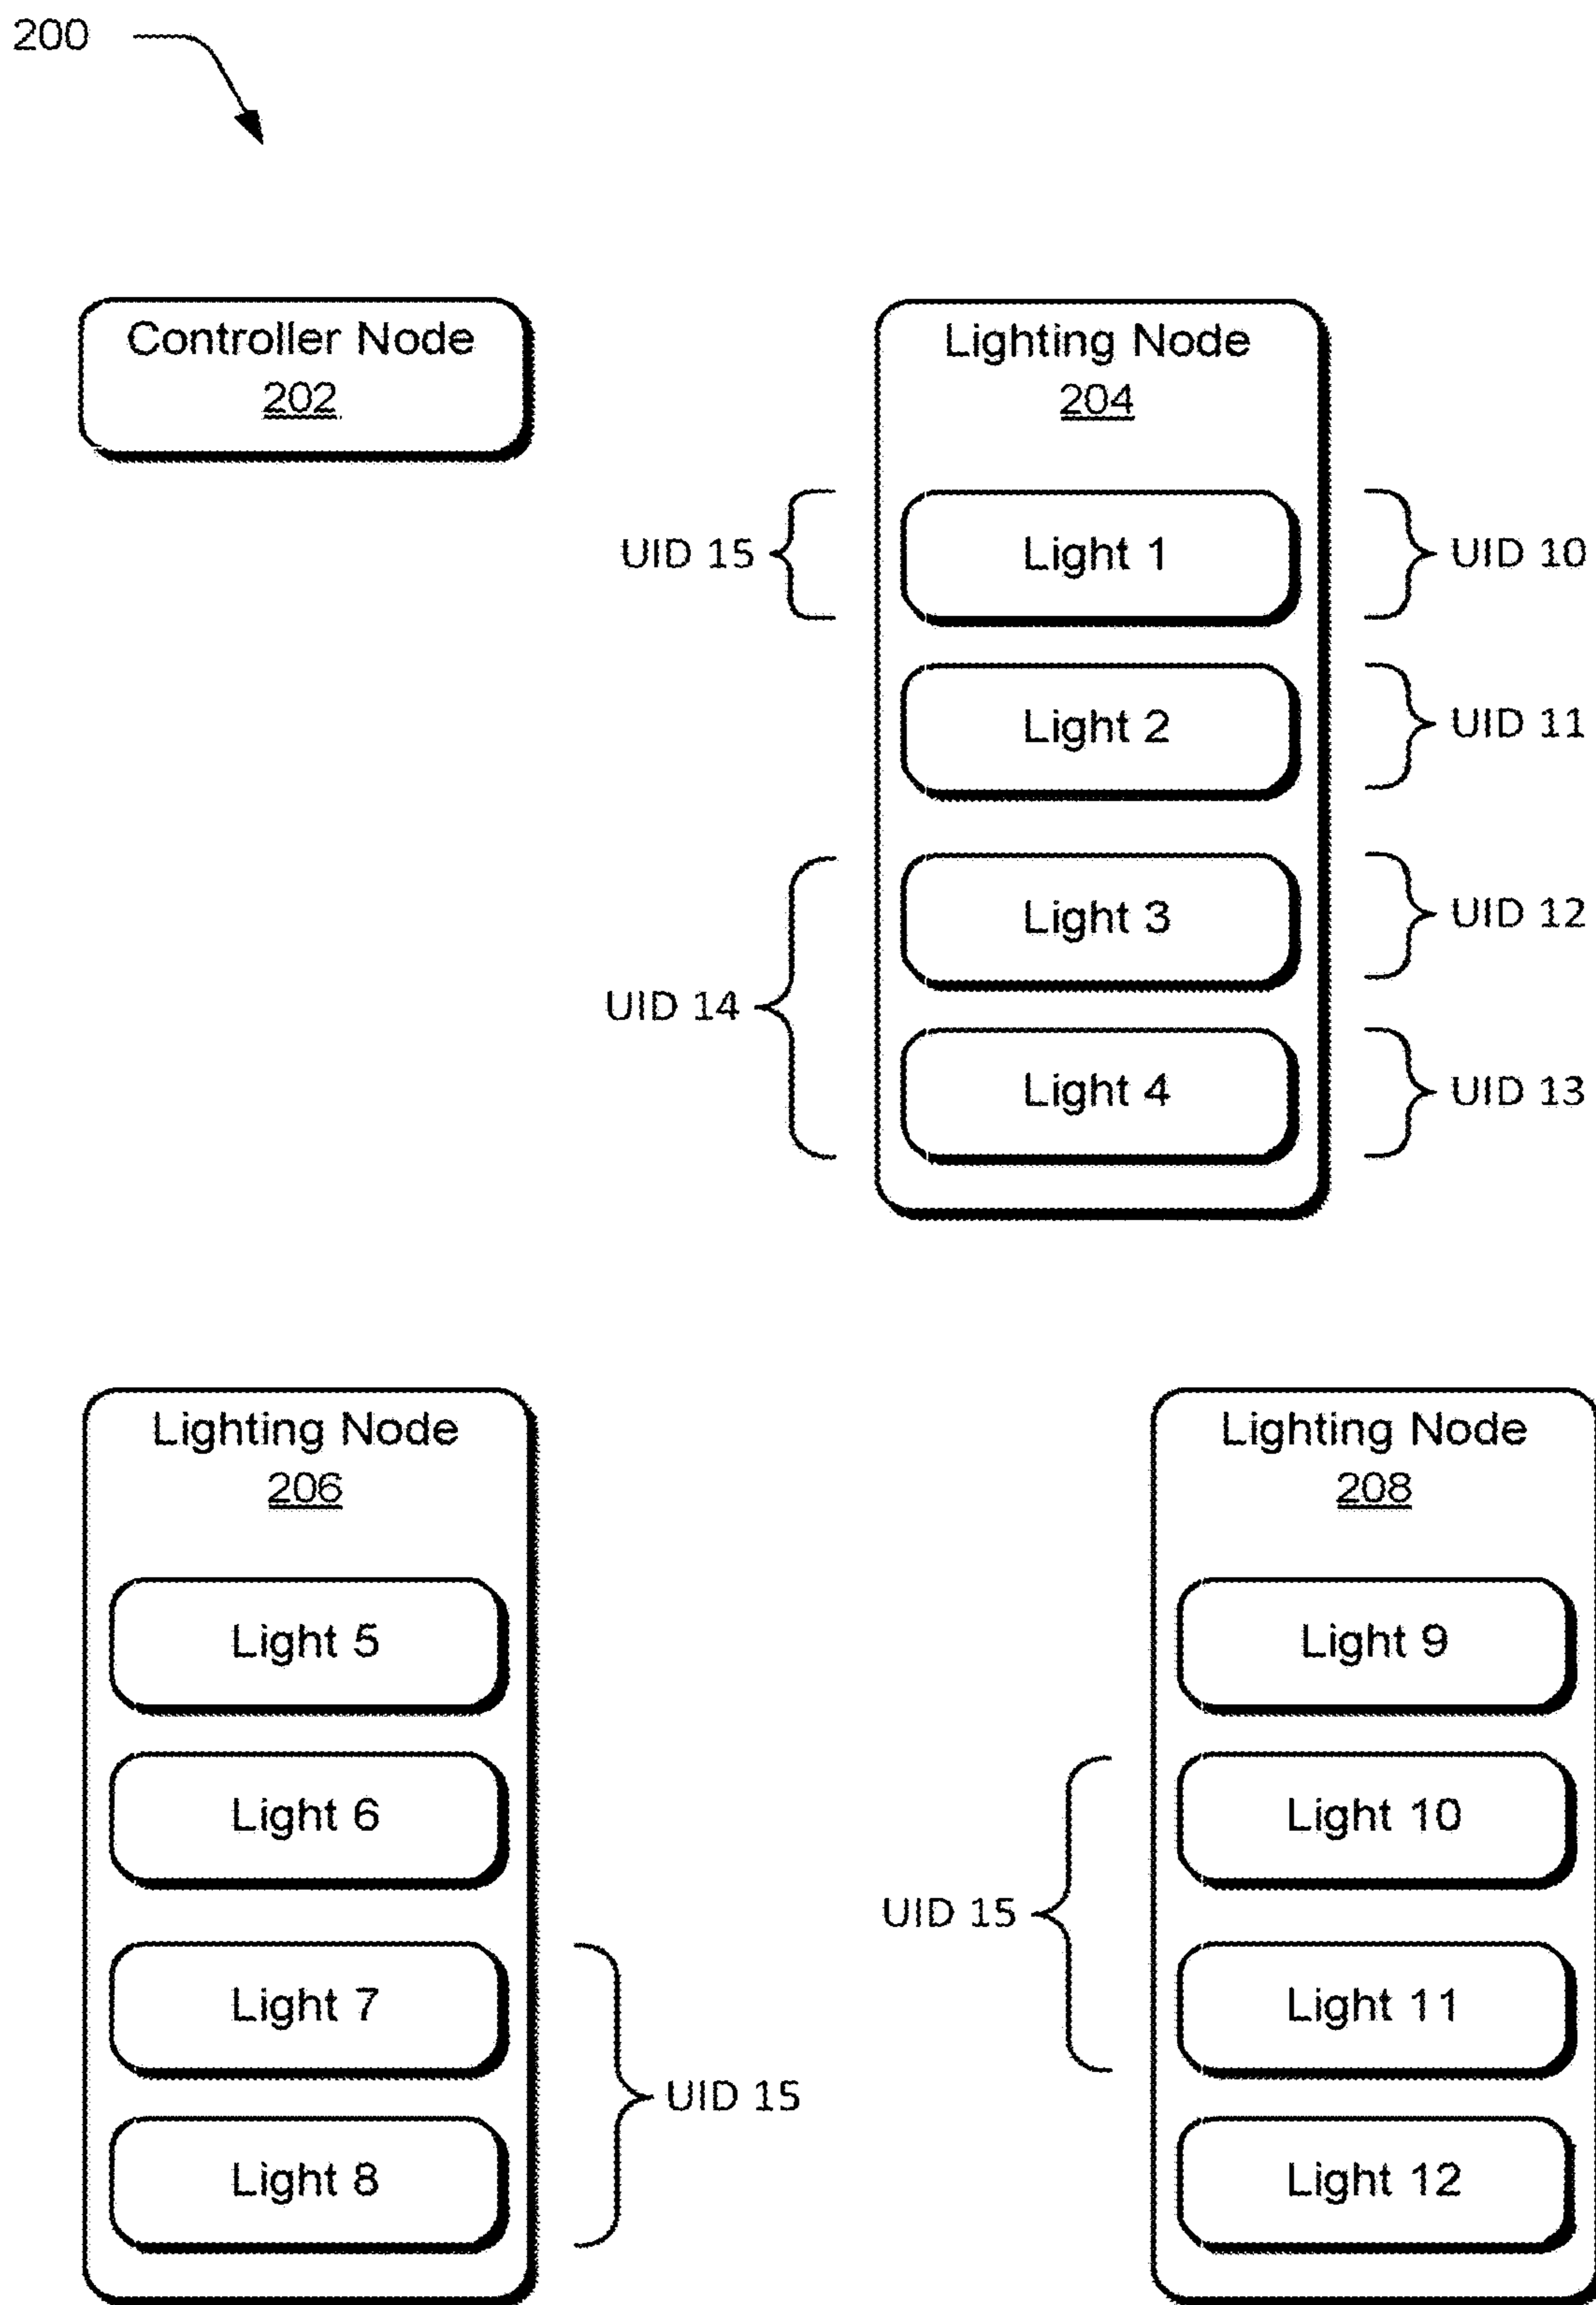 200
Controller Node
202
Lighting Node
204
UID 15
Light 1
UID 10
Light 2
UID 11
Light 3
UID 12
UID 14
Light 4
UID 13
Lighting Node
206
Light 5
Light 6
Light 7
Light 8
UID 15
Lighting Node
208
Light 9
Light 10
UID 15
Light 11
Light 12